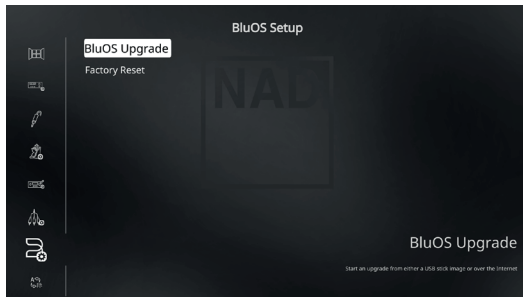 BluOS Setup
BluOS Upgrade
Factory Reset
NAD
BluOS Upgrade
Start an upgrade from either a USB stick image or over the Internet